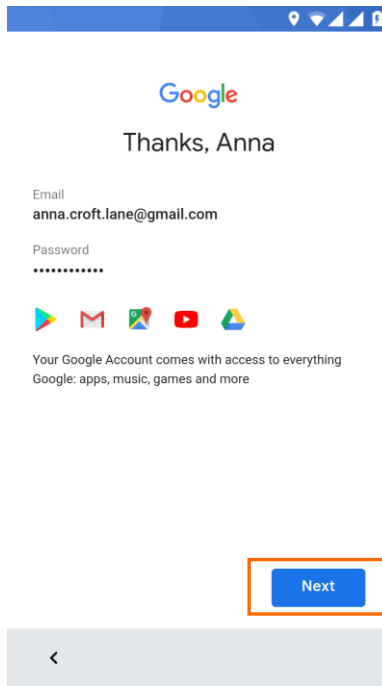 Google
Thanks, Anna
Email
anna.croft.lane@gmail.com
Password
••••••••••••
Your Google Account comes with access to everything
Google: apps, music, games and more
Next